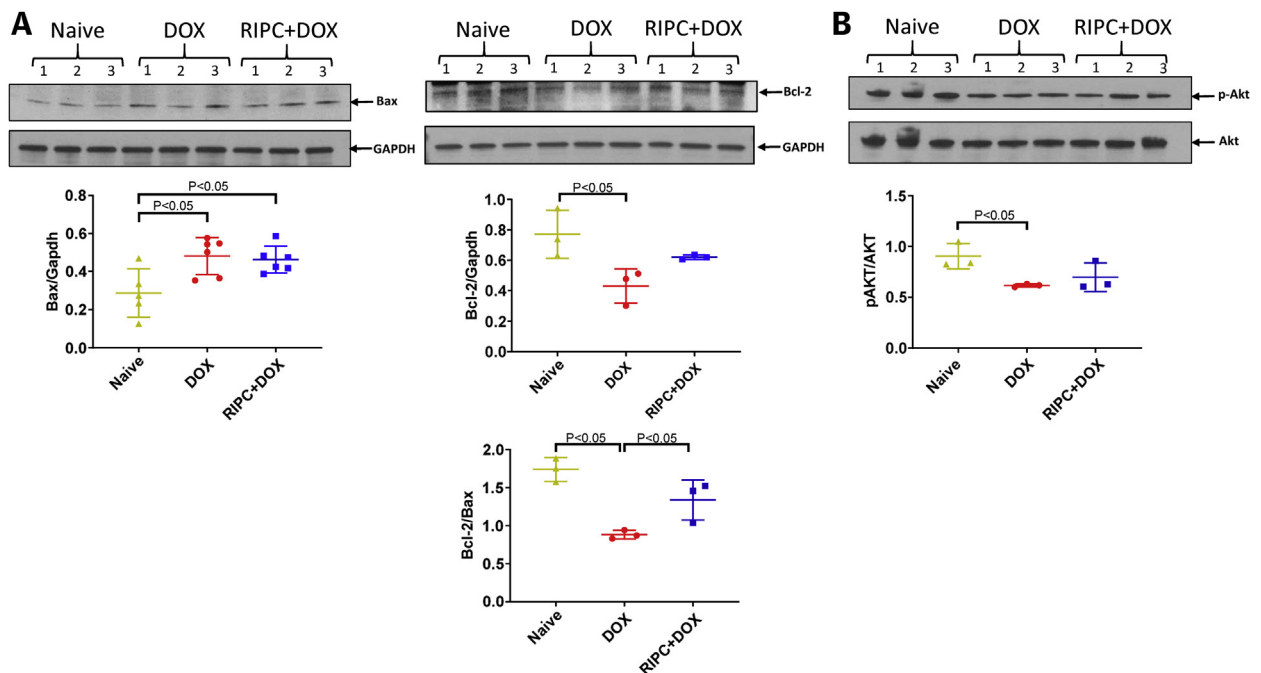 A
Naive DOX RIPC+DOX
1 2 3 1 2 3 1 2 3
Bax
GAPDH
P<0.05
P<0.05
Bax/Gapdh
0.8
0.6
0.4
0.2
0.0
Naive
DOX
RIPC+DOX
Naive DOX RIPC+DOX
1 2 3 1 2 3 1 2 3
Bcl-2
GAPDH
P<0.05
Bcl-2/Gapdh
1.0
0.8
0.6
0.4
0.2
0.0
Naive
DOX
RIPC+DOX
P<0.05 P<0.05
Bcl-2/Bax
2.0
1.5
1.0
0.5
0.0
Naive
DOX
RIPC+DOX
B
Naive DOX RIPC+DOX
1 2 3 1 2 3 1 2 3
p-Akt
Akt
P<0.05
pAKT/AKT
1.5
1.0
0.5
0.0
Naive
DOX
RIPC+DOX